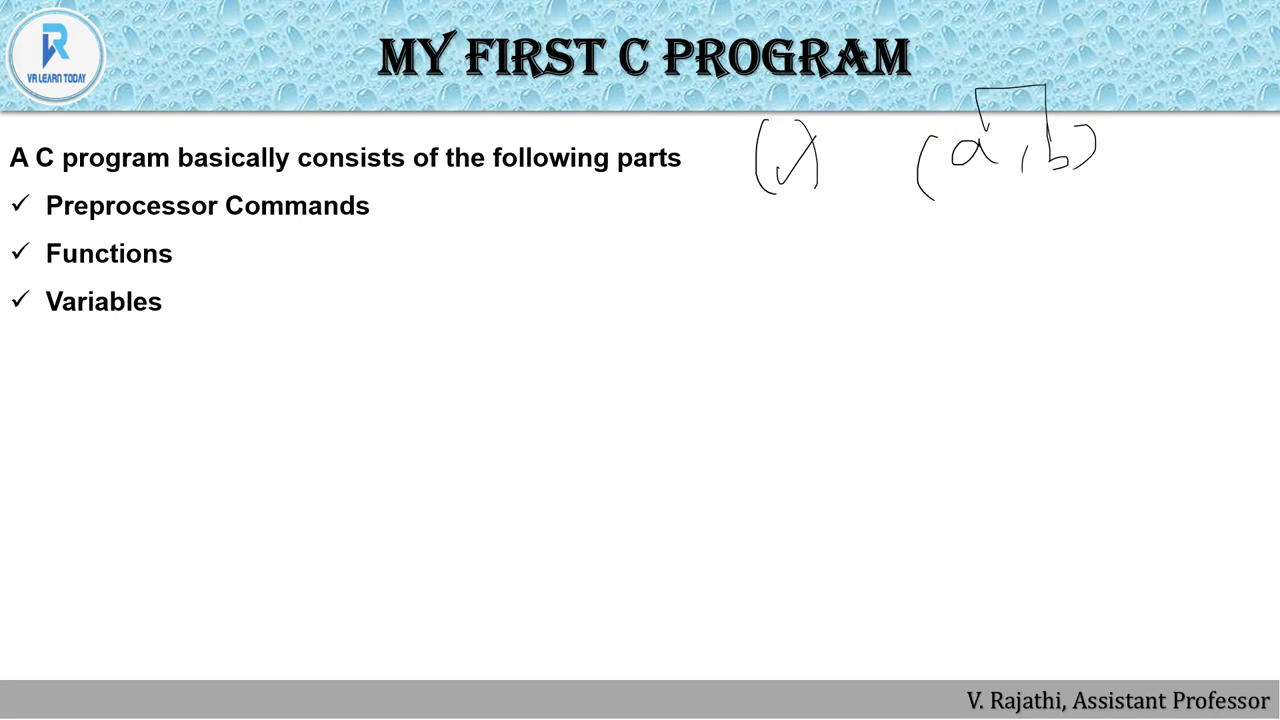 VR LEARN TODAY
MY FIRST C PROGRAM
( ✓ ) (a , b)
A C program basically consists of the following parts
✓ Preprocessor Commands
✓ Functions
✓ Variables
V. Rajathi, Assistant Professor